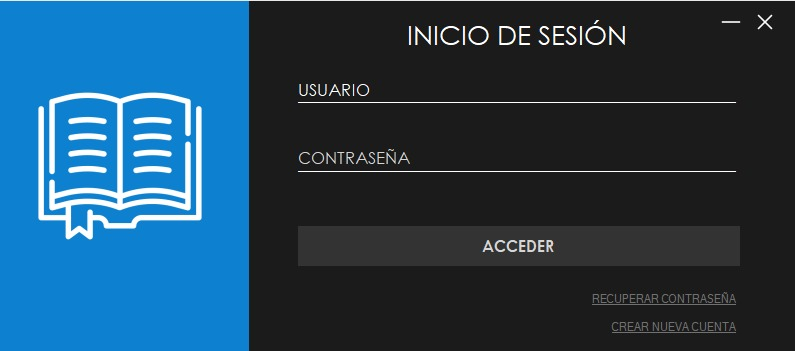 INICIO DE SESIÓN
USUARIO
CONTRASEÑA
ACCEDER
RECUPERAR CONTRASEÑA
CREAR NUEVA CUENTA